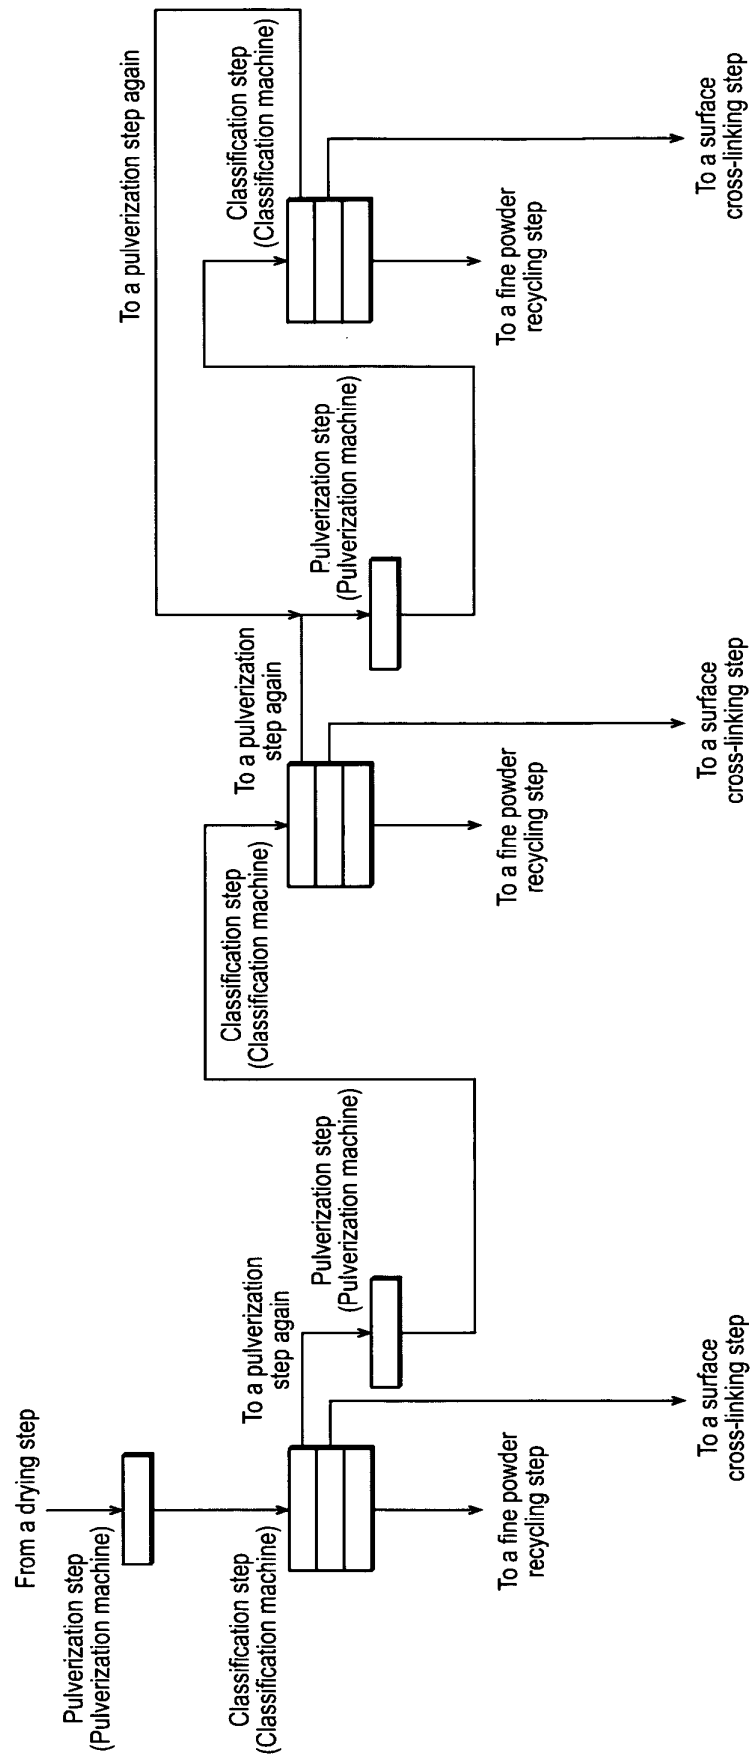 From a drying step
Pulverization step
(Pulverization machine)
Classification step
(Classification machine)
To a fine powder
recycling step
To a surface
cross-linking step
To a pulverization
step again
Pulverization step
(Pulverization machine)
Classification step
(Classification machine)
To a fine powder
recycling step
To a surface
cross-linking step
To a pulverization
step again
Pulverization step
(Pulverization machine)
To a pulverization step again
Classification step
(Classification machine)
To a fine powder
recycling step
To a surface
cross-linking step